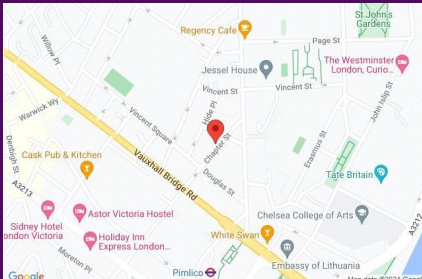 St John's
Gardens
Regency Cafe
Page St
Willow Pl
Jessel House
The Westminster
London, Curio...
Vincent St
Vincent St
Hide Pl
John Islip St
Warwick Wy
Vincent Square
Chapter St
Erasmus St
Denbigh St
Cask Pub & Kitchen
Vauxhall Bridge Rd
Douglas St
Tate Britain
A3213
A3212
Astor Victoria Hostel
Chelsea College of Arts
Sidney Hotel
London Victoria
Holiday Inn
Express London...
White Swan
Moreton Pl
Embassy of Lithuania
Pimlico
Google